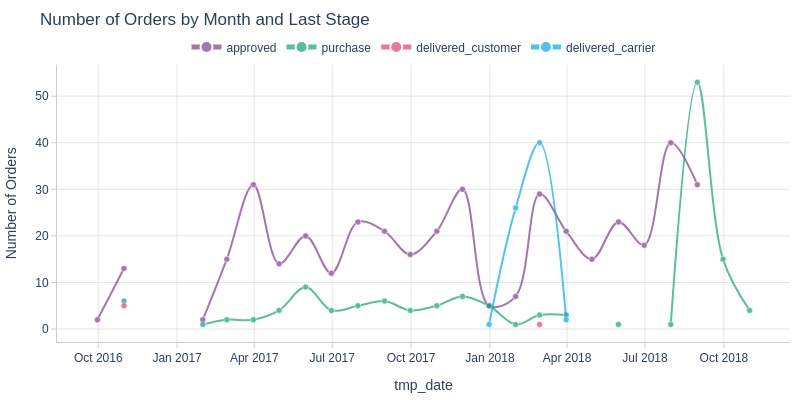 Number of Orders by Month and Last Stage
approved purchase delivered_customer delivered_carrier
Number of Orders
50
40
30
20
10
0
Oct 2016 Jan 2017 Apr 2017 Jul 2017 Oct 2017 Jan 2018 Apr 2018 Jul 2018 Oct 2018
tmp_date